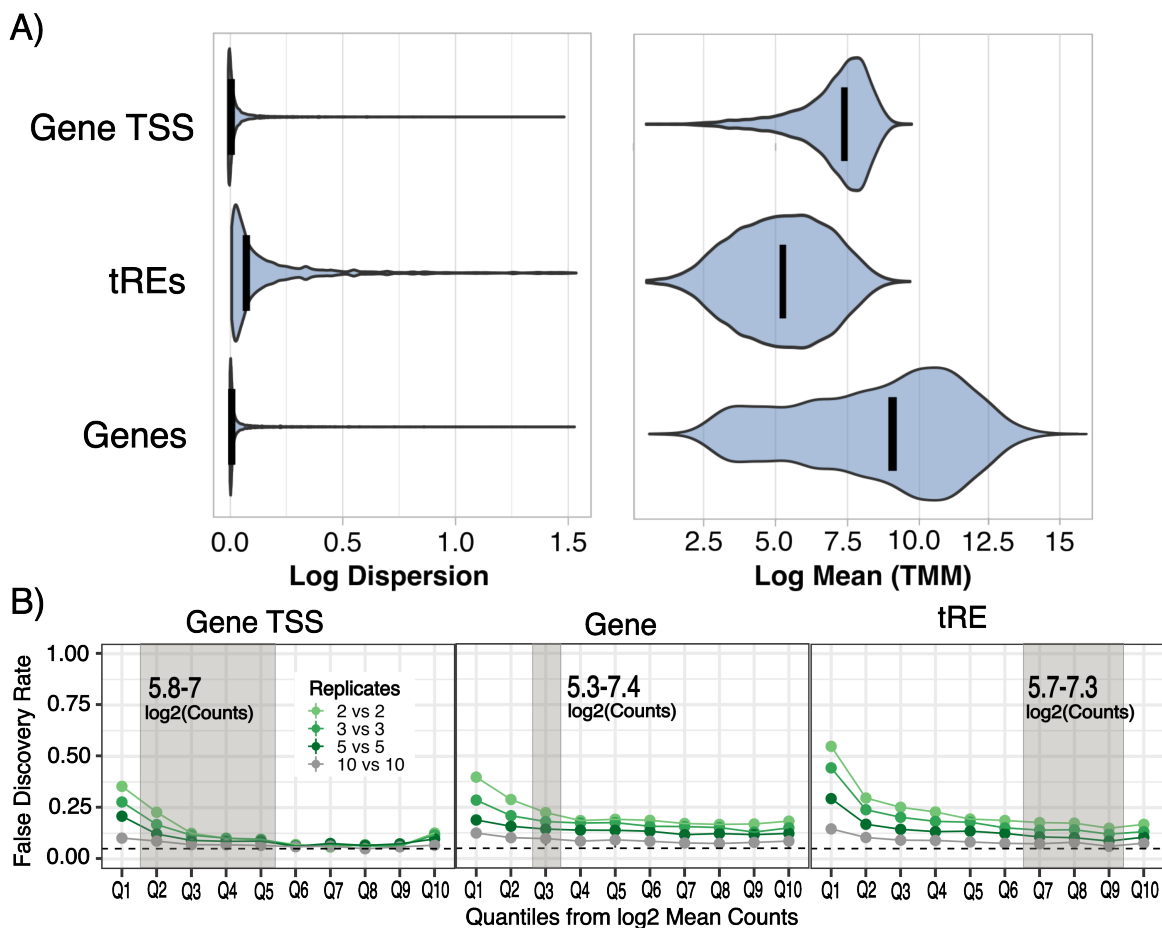 A)
Gene TSS
tREs
Genes
0.0 0.5 1.0 1.5
Log Dispersion
2.5 5.0 7.5 10.0 12.5 15
Log Mean (TMM)
B)
Gene TSS
Gene
tRE
False Discovery Rate
1.00
0.75
0.50
0.25
0.00
5.8-7
log2(Counts)
Replicates
2 vs 2
3 vs 3
5 vs 5
10 vs 10
5.3-7.4
log2(Counts)
5.7-7.3
log2(Counts)
Q1 Q2 Q3 Q4 Q5 Q6 Q7 Q8 Q9 Q10
Q1 Q2 Q3 Q4 Q5 Q6 Q7 Q8 Q9 Q10
Q1 Q2 Q3 Q4 Q5 Q6 Q7 Q8 Q9 Q10
Quantiles from log2 Mean Counts